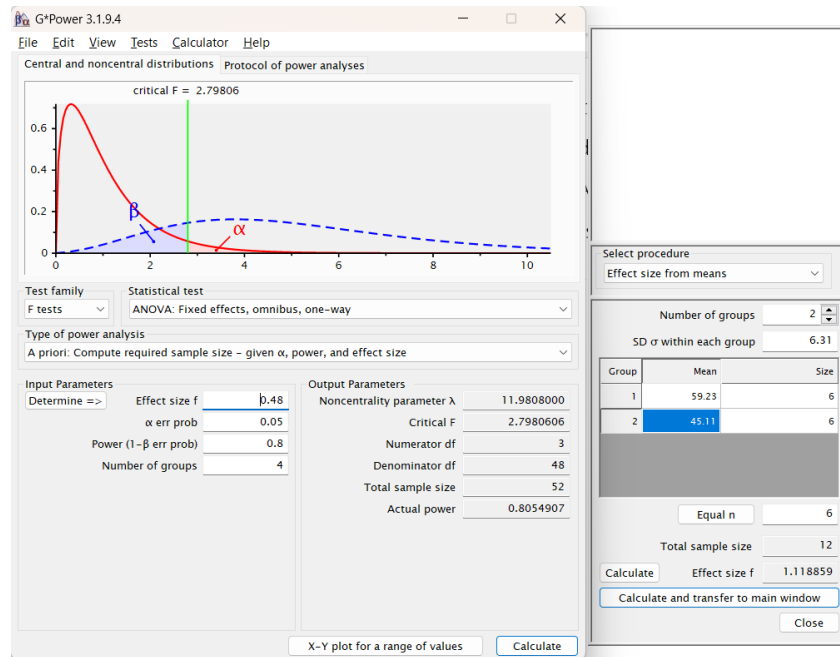 G*Power 3.1.9.4
File Edit View Tests Calculator Help
Central and noncentral distributions Protocol of power analyses
critical F = 2.79806
0.6
0.4
0.2
0
β
α
0 2 4 6 8 10
Test family Statistical test
F tests ANOVA: Fixed effects, omnibus, one-way
Type of power analysis
A priori: Compute required sample size – given α, power, and effect size
Input Parameters
Determine => Effect size f 0.48
α err prob 0.05
Power (1-β err prob) 0.8
Number of groups 4
Output Parameters
Noncentrality parameter λ 11.9808000
Critical F 2.7980606
Numerator df 3
Denominator df 48
Total sample size 52
Actual power 0.8054907
X-Y plot for a range of values Calculate
Select procedure
Effect size from means
Number of groups 2
SD σ within each group 6.31
Group Mean Size
1 59.23 6
2 45.11 6
Equal n 6
Total sample size 12
Calculate Effect size f 1.118859
Calculate and transfer to main window
Close